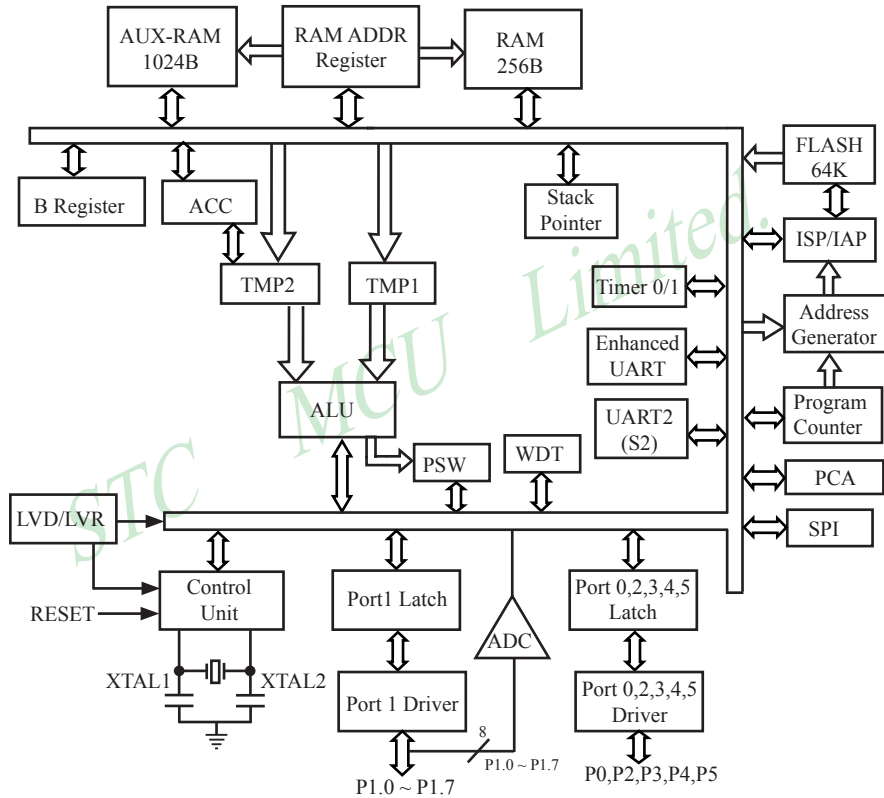 AUX-RAM
1024B
RAM ADDR
Register
RAM
256B
FLASH
64K
B Register
ACC
Stack
Pointer
ISP/IAP
TMP2
TMP1
Timer 0/1
Address
Generator
Enhanced
UART
ALU
UART2
(S2)
Program
Counter
PSW
WDT
PCA
LVD/LVR
SPI
Control
Unit
RESET
Port1 Latch
ADC
Port 0,2,3,4,5
Latch
XTAL1
XTAL2
Port 1 Driver
Port 0,2,3,4,5
Driver
8
P1.0 ~ P1.7
P1.0 ~ P1.7
P0,P2,P3,P4,P5
STC MCU Limited.